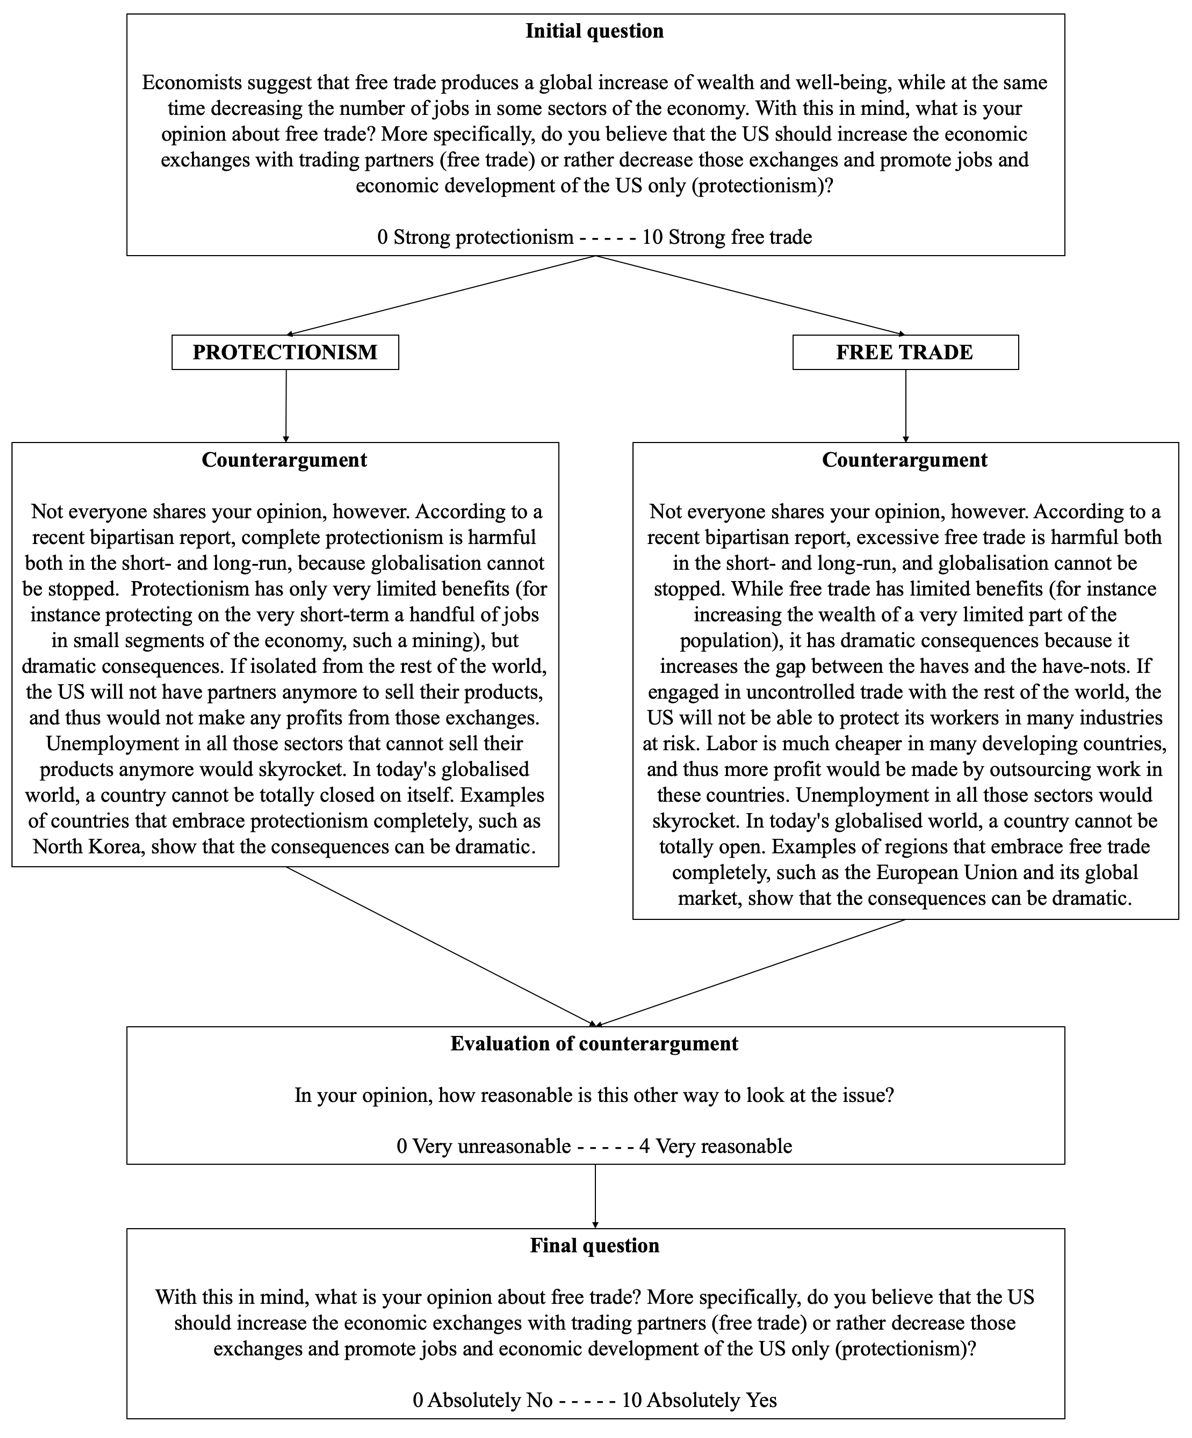 Initial question
Economists suggest that free trade produces a global increase of wealth and well-being, while at the same
time decreasing the number of jobs in some sectors of the economy. With this in mind, what is your
opinion about free trade? More specifically, do you believe that the US should increase the economic
exchanges with trading partners (free trade) or rather decrease those exchanges and promote jobs and
economic development of the US only (protectionism)?
0 Strong protectionism - - - - - 10 Strong free trade
PROTECTIONISM
FREE TRADE
Counterargument
Not everyone shares your opinion, however. According to a
recent bipartisan report, complete protectionism is harmful
both in the short- and long-run, because globalisation cannot
be stopped.  Protectionism has only very limited benefits (for
instance protecting on the very short-term a handful of jobs
in small segments of the economy, such a mining), but
dramatic consequences. If isolated from the rest of the world,
the US will not have partners anymore to sell their products,
and thus would not make any profits from those exchanges.
Unemployment in all those sectors that cannot sell their
products anymore would skyrocket. In today's globalised
world, a country cannot be totally closed on itself. Examples
of countries that embrace protectionism completely, such as
North Korea, show that the consequences can be dramatic.
Counterargument
Not everyone shares your opinion, however. According to a
recent bipartisan report, excessive free trade is harmful both
in the short- and long-run, and globalisation cannot be
stopped. While free trade has limited benefits (for instance
increasing the wealth of a very limited part of the
population), it has dramatic consequences because it
increases the gap between the haves and the have-nots. If
engaged in uncontrolled trade with the rest of the world, the
US will not be able to protect its workers in many industries
at risk. Labor is much cheaper in many developing countries,
and thus more profit would be made by outsourcing work in
these countries. Unemployment in all those sectors would
skyrocket. In today's globalised world, a country cannot be
totally open. Examples of regions that embrace free trade
completely, such as the European Union and its global
market, show that the consequences can be dramatic.
Evaluation of counterargument
In your opinion, how reasonable is this other way to look at the issue?
0 Very unreasonable - - - - - 4 Very reasonable
Final question
With this in mind, what is your opinion about free trade? More specifically, do you believe that the US
should increase the economic exchanges with trading partners (free trade) or rather decrease those
exchanges and promote jobs and economic development of the US only (protectionism)?
0 Absolutely No - - - - - 10 Absolutely Yes